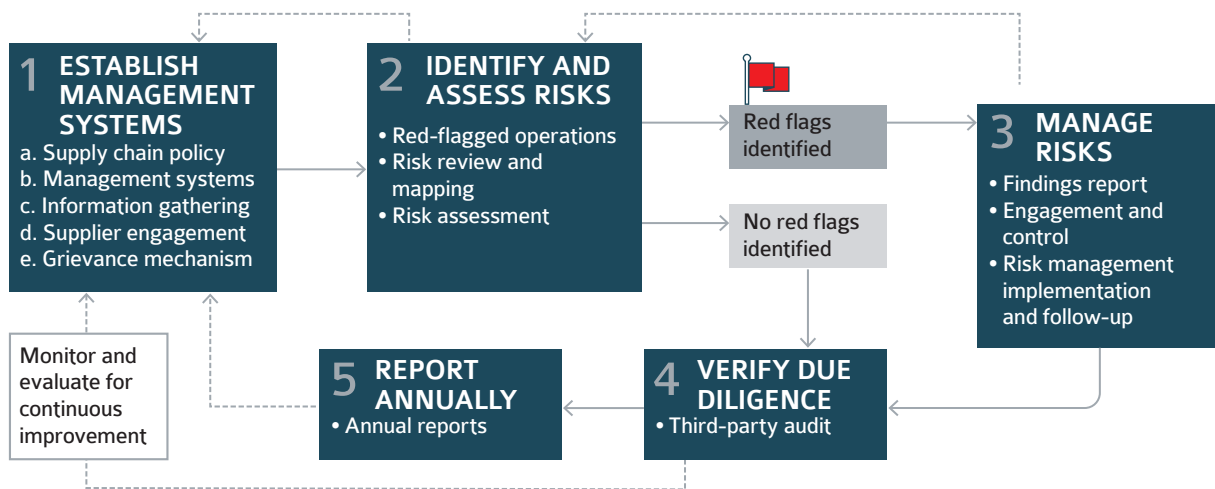 1 ESTABLISH
MANAGEMENT
SYSTEMS
a. Supply chain policy
b. Management systems
c. Information gathering
d. Supplier engagement
e. Grievance mechanism
2 IDENTIFY AND
ASSESS RISKS
• Red-flagged operations
• Risk review and
mapping
• Risk assessment
Red flags
identified
No red flags
identified
3 MANAGE
RISKS
• Findings report
• Engagement and
control
• Risk management
implementation
and follow-up
4 VERIFY DUE
DILIGENCE
• Third-party audit
5 REPORT
ANNUALLY
• Annual reports
Monitor and
evaluate for
continuous
improvement